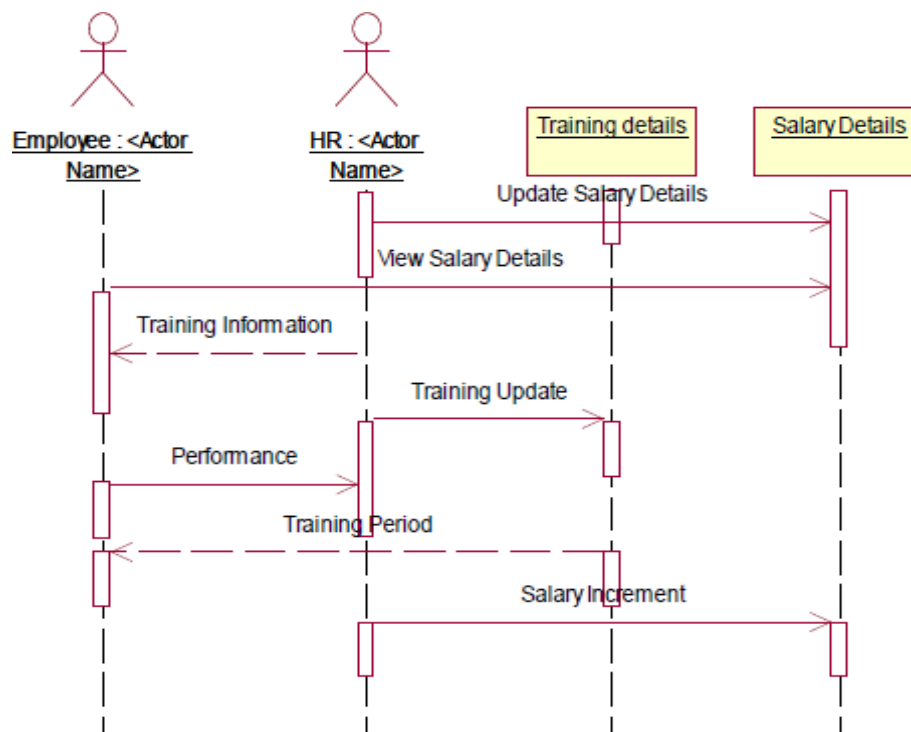 Employee : <Actor
Name>
HR : <Actor
Name>
Training details
Salary Details
Update Salary Details
View Salary Details
Training Information
Training Update
Performance
Training Period
Salary Increment